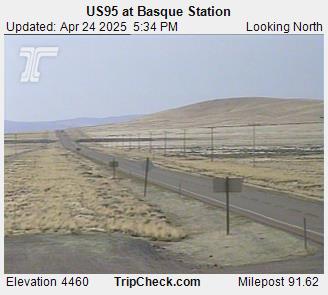 US95 at Basque Station
Updated: Apr 24 2025 5:34 PM Looking North
Elevation 4460 TripCheck.com Milepost 91.62